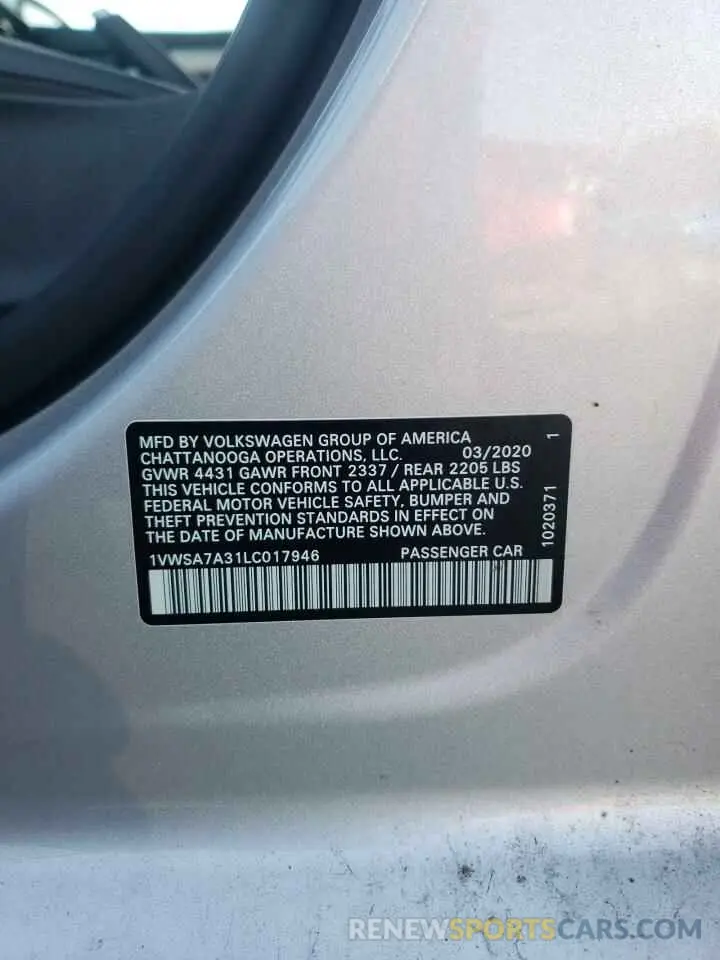 MFD BY VOLKSWAGEN GROUP OF AMERICA
CHATTANOOGA OPERATIONS, LLC. 03/2020
GVWR 4431 GAWR FRONT 2337 / REAR 2205 LBS
THIS VEHICLE CONFORMS TO ALL APPLICABLE U.S.
FEDERAL MOTOR VEHICLE SAFETY, BUMPER AND
THEFT PREVENTION STANDARDS IN EFFECT ON
THE DATE OF MANUFACTURE SHOWN ABOVE.
1VWSA7A31LC017946 PASSENGER CAR
1020371 1
RENEWSPORTSCARS.COM